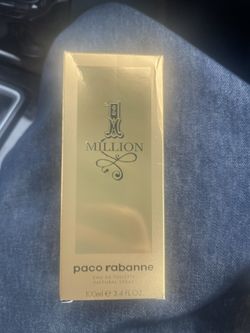 1
MILLION
paco rabanne
EAU DE TOILETTE
NATURAL SPRAY
100ml e 3.4 FL.OZ